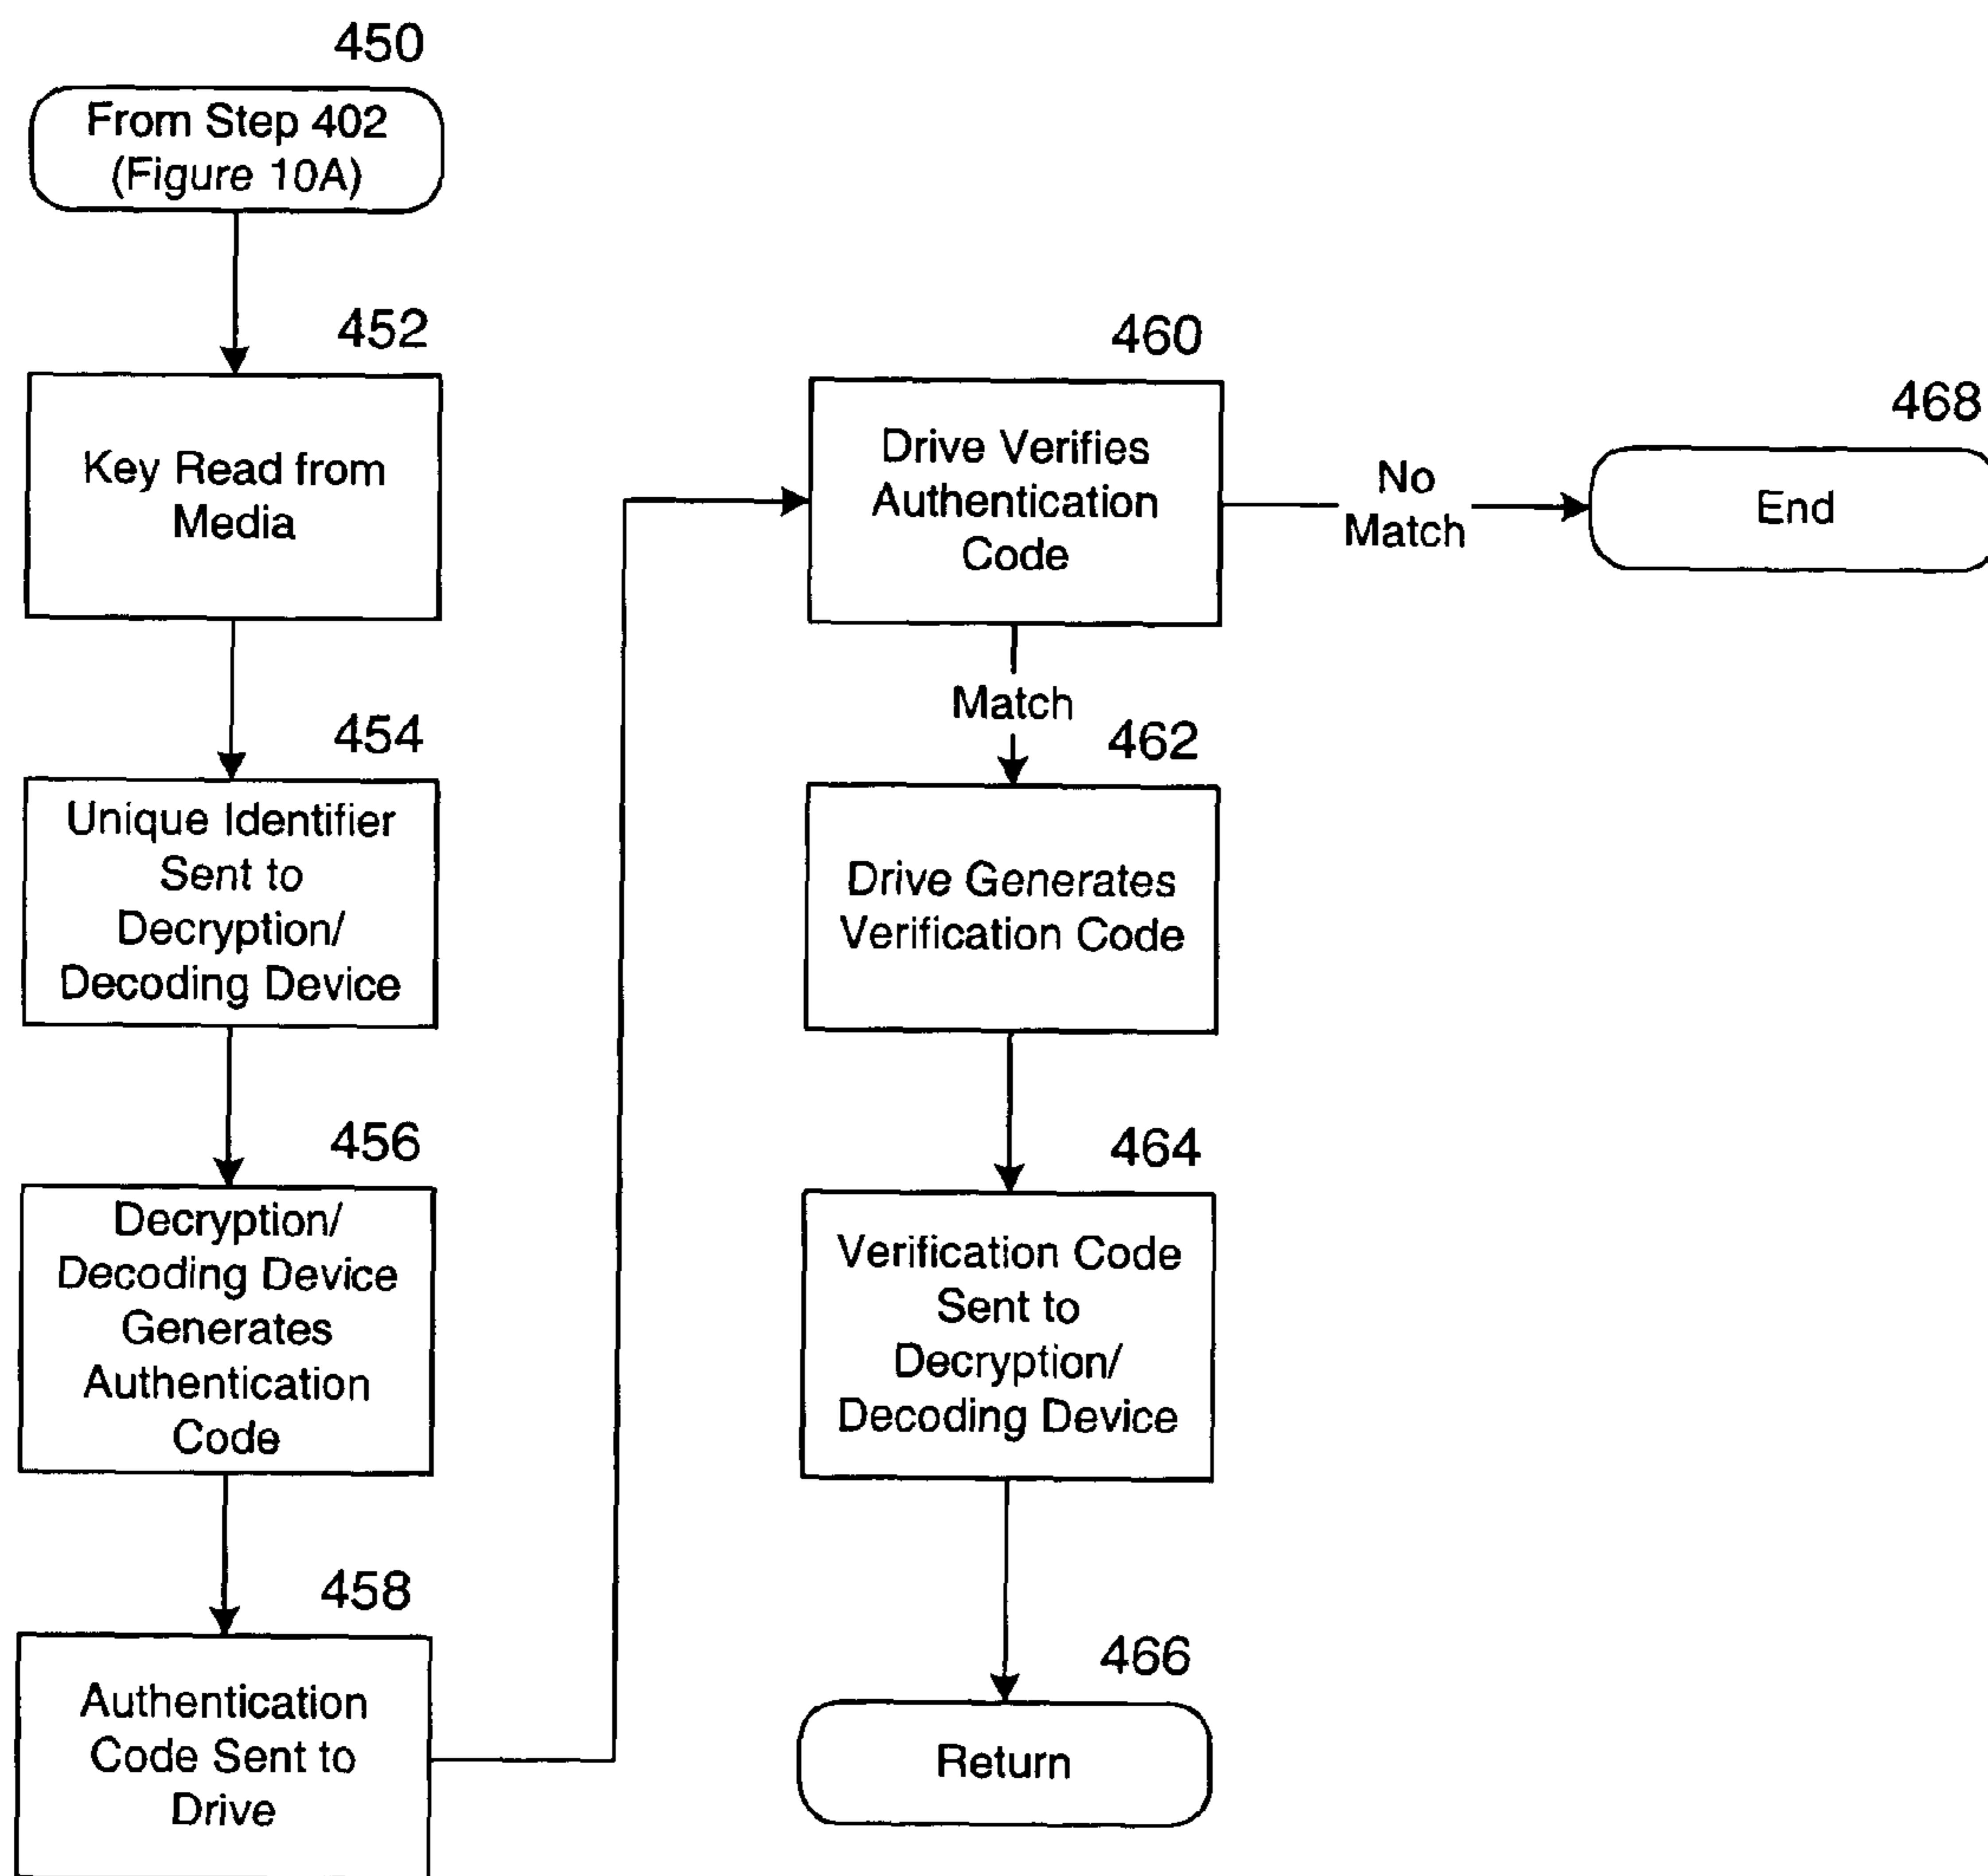 450
From Step 402
(Figure 10A)
452
Key Read from
Media
454
Unique Identifier
Sent to
Decryption/
Decoding Device
456
Decryption/
Decoding Device
Generates
Authentication
Code
458
Authentication
Code Sent to
Drive
460
Drive Verifies
Authentication
Code
No
Match
468
End
Match
462
Drive Generates
Verification Code
464
Verification Code
Sent to
Decryption/
Decoding Device
466
Return